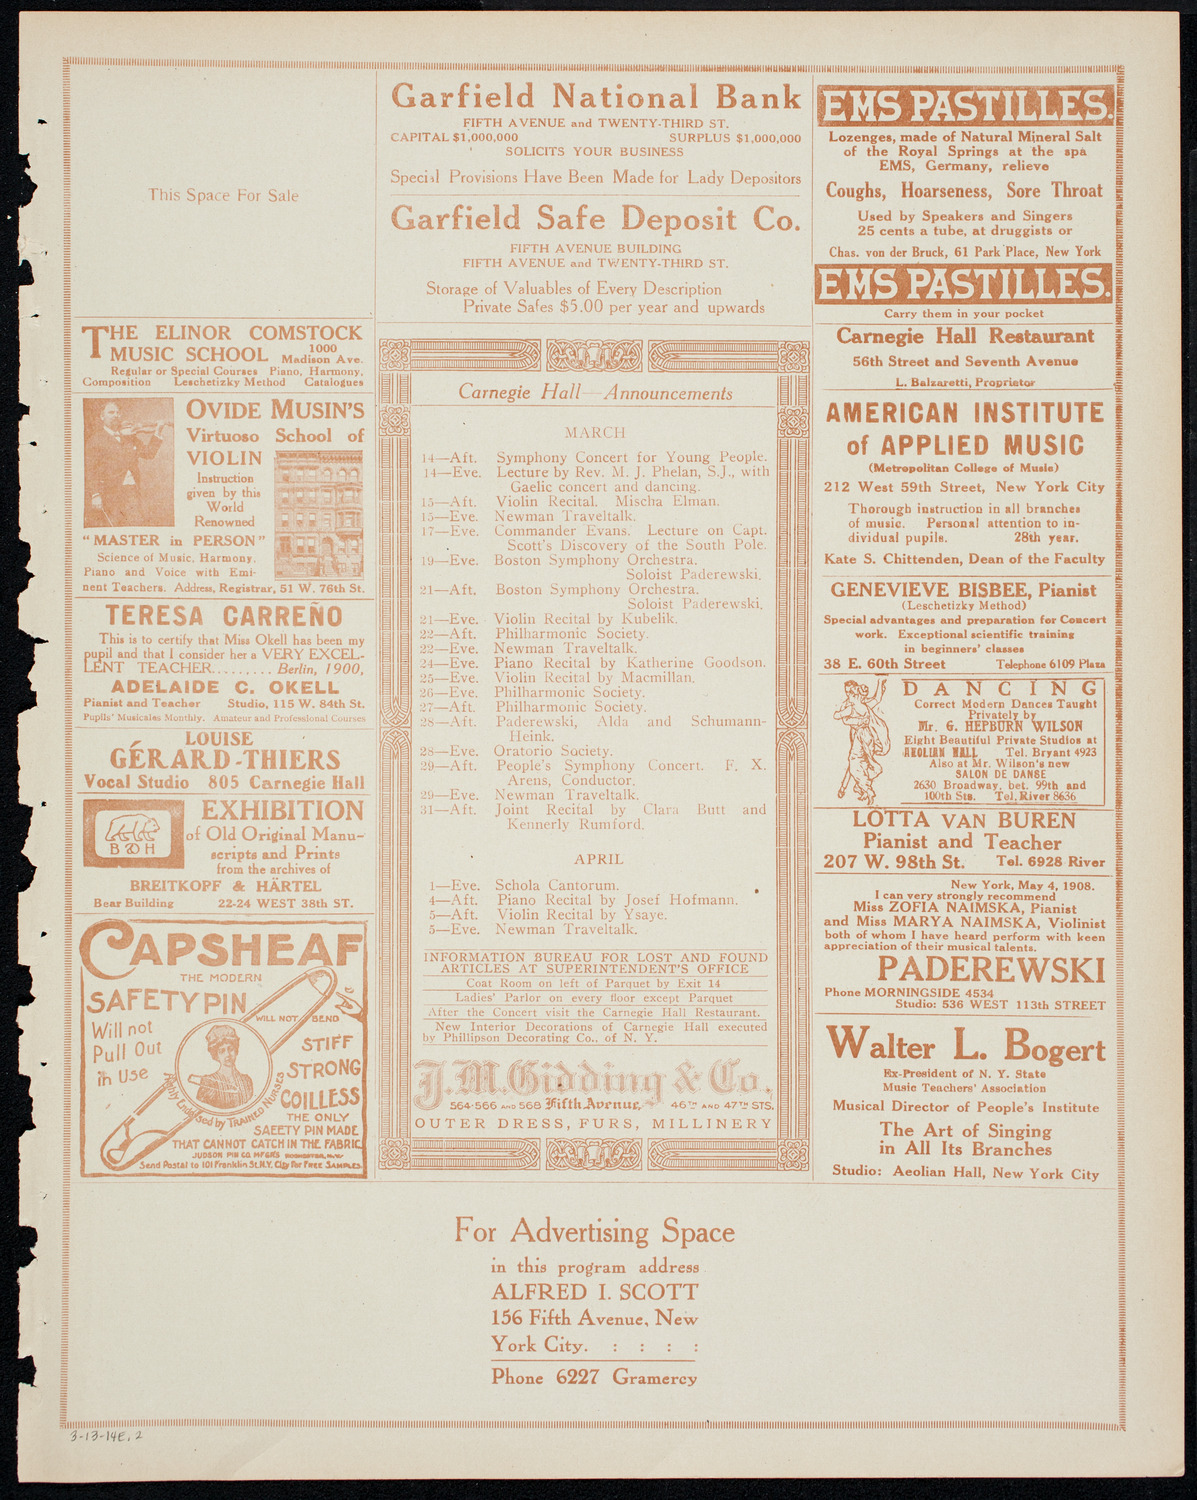 This Space For Sale
THE ELINOR COMSTOCK
MUSIC SCHOOL 1000 Madison Ave.
Regular or Special Courses Piano, Harmony,
Composition Leschetizky Method Catalogues
OVIDE MUSIN'S
Virtuoso School of
VIOLIN
Instruction
given by this
World
Renowned
"MASTER in PERSON"
Science of Music, Harmony,
Piano and Voice with Emi-
nent Teachers. Address, Registrar, 51 W. 76th St.
TERESA CARREÑO
This is to certify that Miss Okell has been my
pupil and that I consider her a VERY EXCEL-
LENT TEACHER......... Berlin, 1900,
ADELAIDE C. OKELL
Pianist and Teacher Studio, 115 W. 84th St.
Pupils' Musicales Monthly. Amateur and Professional Courses
LOUISE
GÉRARD-THIERS
Vocal Studio 805 Carnegie Hall
B & H
EXHIBITION
of Old Original Manu-
scripts and Prints
from the archives of
BREITKOPF & HÄRTEL
Bear Building 22-24 WEST 38th ST.
CAPSHEAF
THE MODERN
SAFETY PIN
WILL NOT BEND
Will not
Pull Out
in Use
Highly Endorsed by TRAINED NURSES
STIFF
STRONG
COILLESS
THE ONLY
SAFETY PIN MADE
THAT CANNOT CATCH IN THE FABRIC.
JUDSON PIN CO. MFGRS ROCHESTER, N.Y.
Send Postal to 101 Franklin St. N.Y. City for FREE SAMPLES.
Garfield National Bank
FIFTH AVENUE and TWENTY-THIRD ST.
CAPITAL $1,000,000 SURPLUS $1,000,000
SOLICITS YOUR BUSINESS
Special Provisions Have Been Made for Lady Depositors
Garfield Safe Deposit Co.
FIFTH AVENUE BUILDING
FIFTH AVENUE and TWENTY-THIRD ST.
Storage of Valuables of Every Description
Private Safes $5.00 per year and upwards
Carnegie Hall—Announcements
MARCH
14—Aft. Symphony Concert for Young People.
14—Eve. Lecture by Rev. M. J. Phelan, S.J., with
Gaelic concert and dancing.
15—Aft. Violin Recital. Mischa Elman.
15—Eve. Newman Traveltalk.
17—Eve. Commander Evans. Lecture on Capt.
Scott's Discovery of the South Pole.
19—Eve. Boston Symphony Orchestra.
Soloist Paderewski.
21—Aft. Boston Symphony Orchestra.
Soloist Paderewski.
21—Eve. Violin Recital by Kubelik.
22—Aft. Philharmonic Society.
22—Eve. Newman Traveltalk.
24—Eve. Piano Recital by Katherine Goodson.
25—Eve. Violin Recital by Macmillan.
26—Eve. Philharmonic Society.
27—Aft. Philharmonic Society.
28—Aft. Paderewski, Alda and Schumann-
Heink.
28—Eve. Oratorio Society.
29—Aft. People's Symphony Concert. F. X.
Arens, Conductor.
29—Eve. Newman Traveltalk.
31—Aft. Joint Recital by Clara Butt and
Kennerly Rumford.
APRIL
1—Eve. Schola Cantorum.
4—Aft. Piano Recital by Josef Hofmann.
5—Aft. Violin Recital by Ysaye.
5—Eve. Newman Traveltalk.
INFORMATION BUREAU FOR LOST AND FOUND
ARTICLES AT SUPERINTENDENT'S OFFICE
Coat Room on left of Parquet by Exit 14
Ladies' Parlor on every floor except Parquet
After the Concert visit the Carnegie Hall Restaurant.
New Interior Decorations of Carnegie Hall executed
by Phillipson Decorating Co., of N. Y.
J. M. Gidding & Co.
564-566 AND 568 Fifth Avenue, 46TH AND 47TH STS.
OUTER DRESS, FURS, MILLINERY
EMS PASTILLES.
Lozenges, made of Natural Mineral Salt
of the Royal Springs at the spa
EMS, Germany, relieve
Coughs, Hoarseness, Sore Throat
Used by Speakers and Singers
25 cents a tube, at druggists or
Chas. von der Bruck, 61 Park Place, New York
EMS PASTILLES.
Carry them in your pocket
Carnegie Hall Restaurant
56th Street and Seventh Avenue
L. Balzaretti, Proprietor
AMERICAN INSTITUTE
of APPLIED MUSIC
(Metropolitan College of Music)
212 West 59th Street, New York City
Thorough instruction in all branches
of music. Personal attention to in-
dividual pupils. 28th year.
Kate S. Chittenden, Dean of the Faculty
GENEVIEVE BISBEE, Pianist
(Leschetizky Method)
Special advantages and preparation for Concert
work. Exceptional scientific training
in beginners' classes
38 E. 60th Street Telephone 6109 Plaza
DANCING
Correct Modern Dances Taught
Privately by
Mr. G. HEPBURN WILSON
Eight Beautiful Private Studios at
AEOLIAN HALL Tel. Bryant 4923
Also at Mr. Wilson's new
SALON DE DANSE
2630 Broadway, bet. 99th and
100th Sts. Tel. River 8636
LOTTA VAN BUREN
Pianist and Teacher
207 W. 98th St. Tel. 6928 River
New York, May 4, 1908.
I can very strongly recommend
Miss ZOFIA NAIMSKA, Pianist
and Miss MARYA NAIMSKA, Violinist
both of whom I have heard perform with keen
appreciation of their musical talents.
PADEREWSKI
Phone MORNINGSIDE 4534
Studio: 536 WEST 113th STREET
Walter L. Bogert
Ex-President of N. Y. State
Music Teachers' Association
Musical Director of People's Institute
The Art of Singing
in All Its Branches
Studio: Aeolian Hall, New York City
For Advertising Space
in this program address
ALFRED I. SCOTT
156 Fifth Avenue, New
York City. : : : :
Phone 6227 Gramercy
3-13-14E, 2